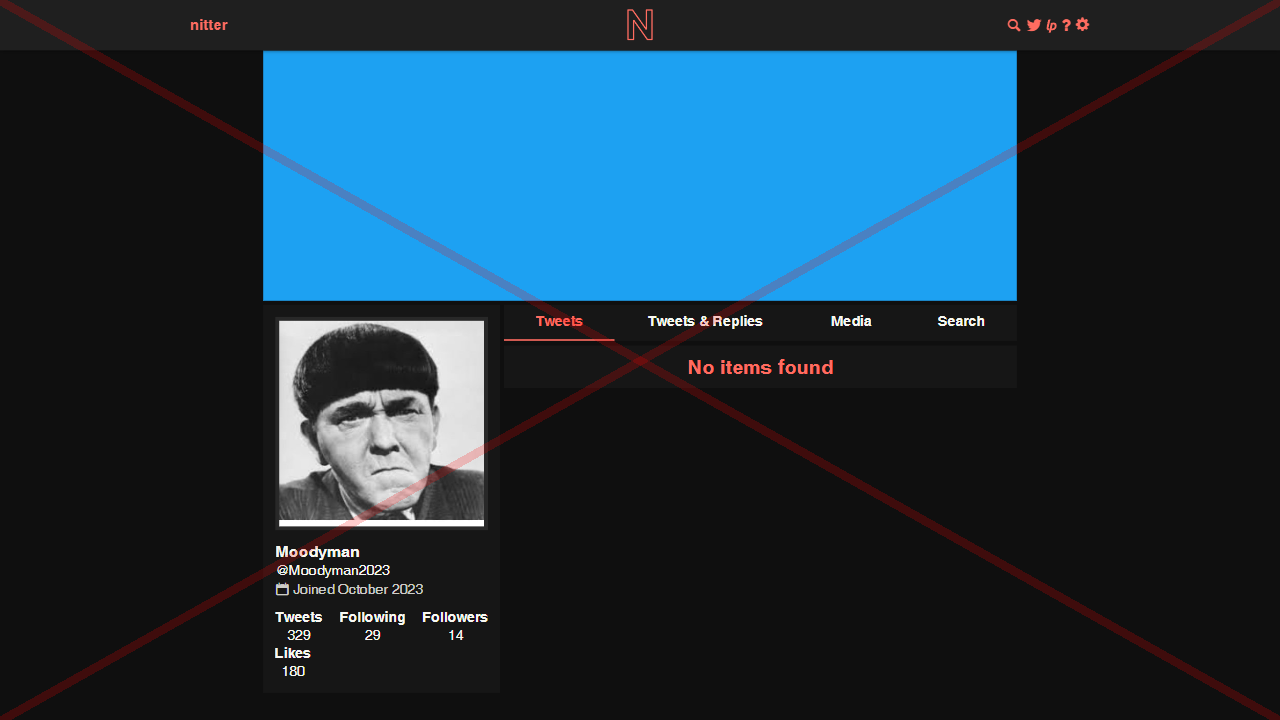 nitter
N
lp ?
Tweets
Tweets & Replies
Media
Search
No items found
Moodyman
@Moodyman2023
Joined October 2023
Tweets Following Followers
329 29 14
Likes
180